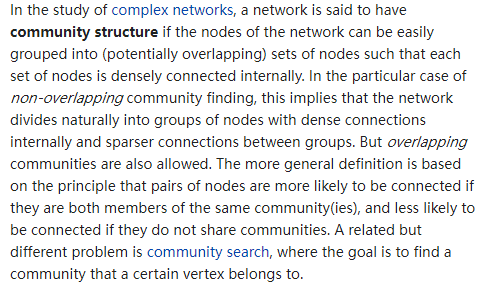 In the study of complex networks, a network is said to have
community structure if the nodes of the network can be easily
grouped into (potentially overlapping) sets of nodes such that each
set of nodes is densely connected internally. In the particular case of
non-overlapping community finding, this implies that the network
divides naturally into groups of nodes with dense connections
internally and sparser connections between groups. But overlapping
communities are also allowed. The more general definition is based
on the principle that pairs of nodes are more likely to be connected if
they are both members of the same community(ies), and less likely to
be connected if they do not share communities. A related but
different problem is community search, where the goal is to find a
community that a certain vertex belongs to.